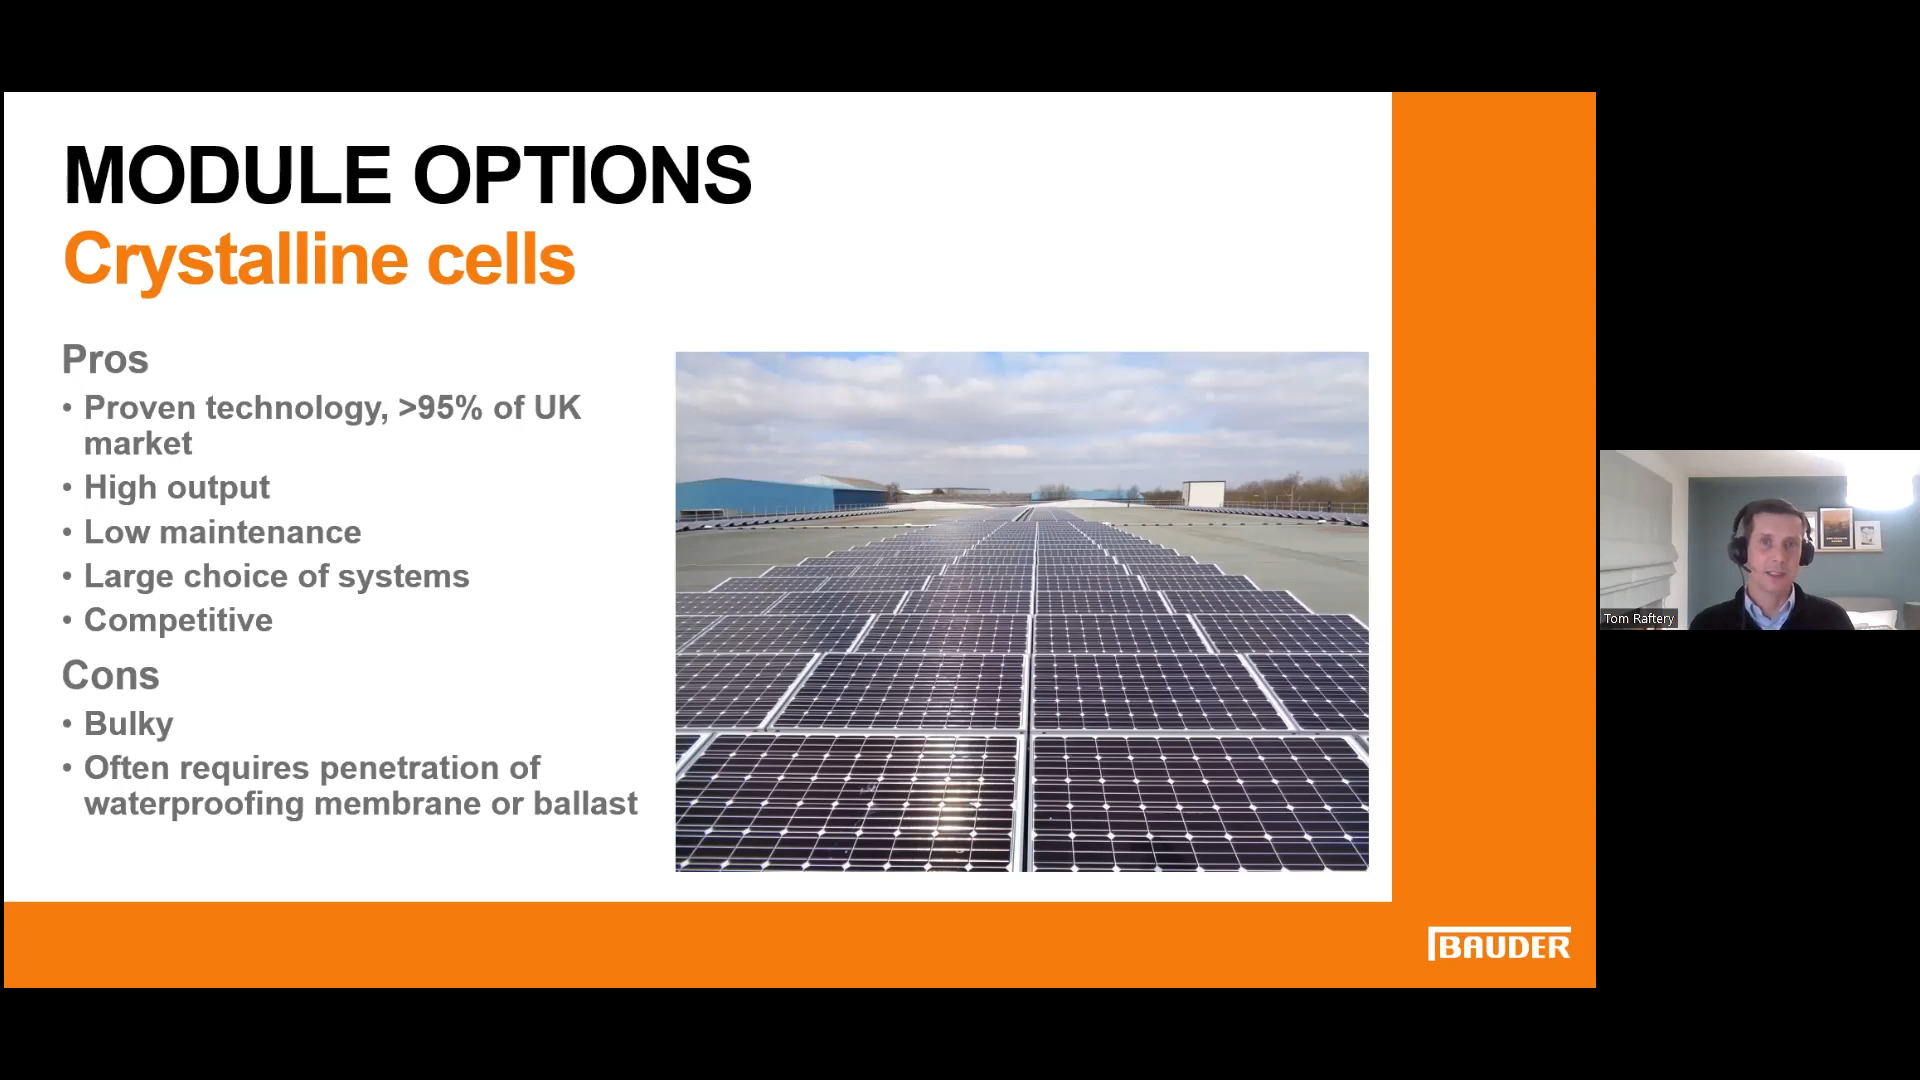 MODULE OPTIONS
Crystalline cells
Pros
• Proven technology, >95% of UK
market
• High output
• Low maintenance
• Large choice of systems
• Competitive
Cons
• Bulky
• Often requires penetration of
waterproofing membrane or ballast
BAUDER
Tom Raftery